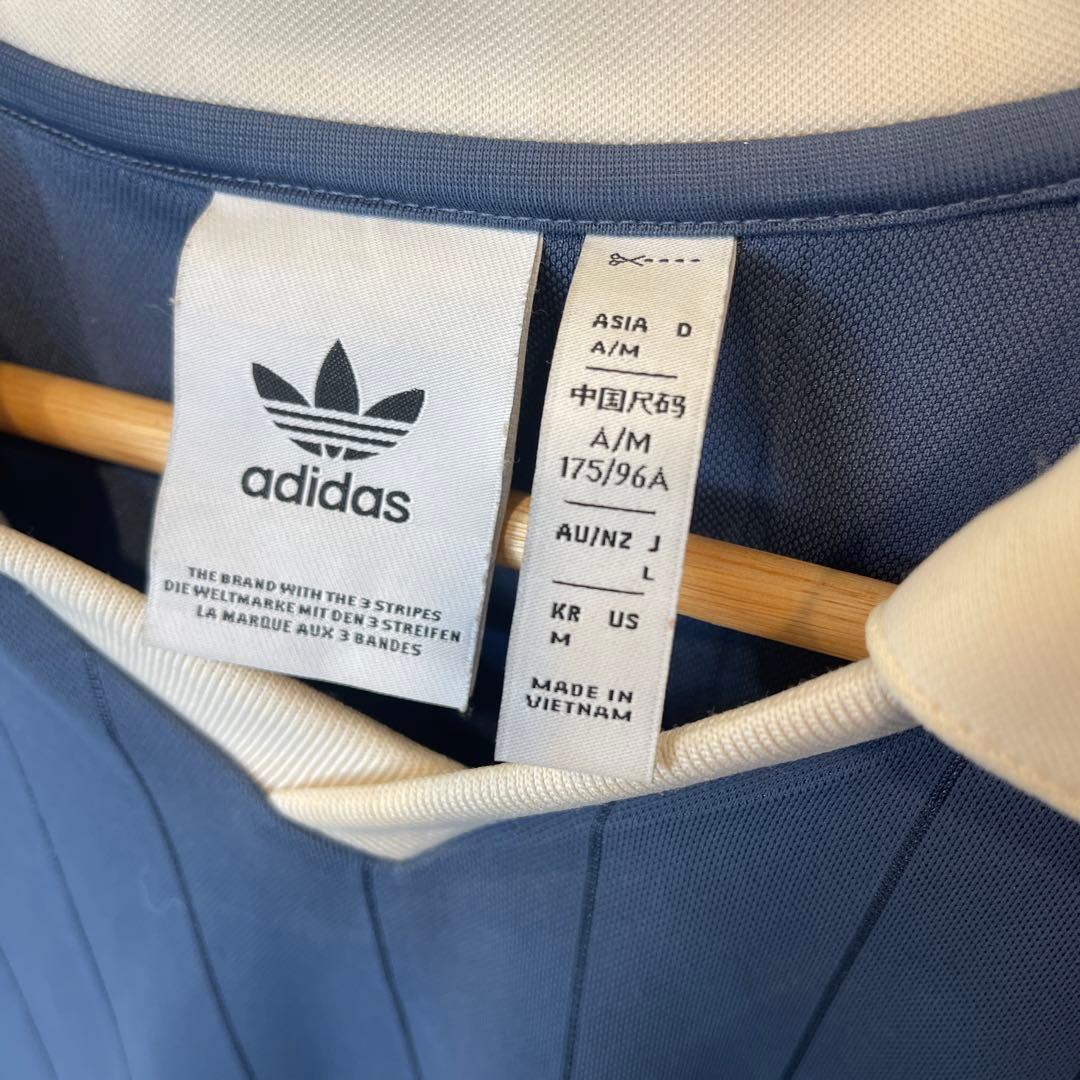 adidas
THE BRAND WITH THE 3 STRIPES
DIE WELTMARKE MIT DEN 3 STREIFEN
LA MARQUE AUX 3 BANDES
ASIA D
A/M
中国尺码
A/M
175/96A
AU/NZ J
L
KR US
M
MADE IN
VIETNAM